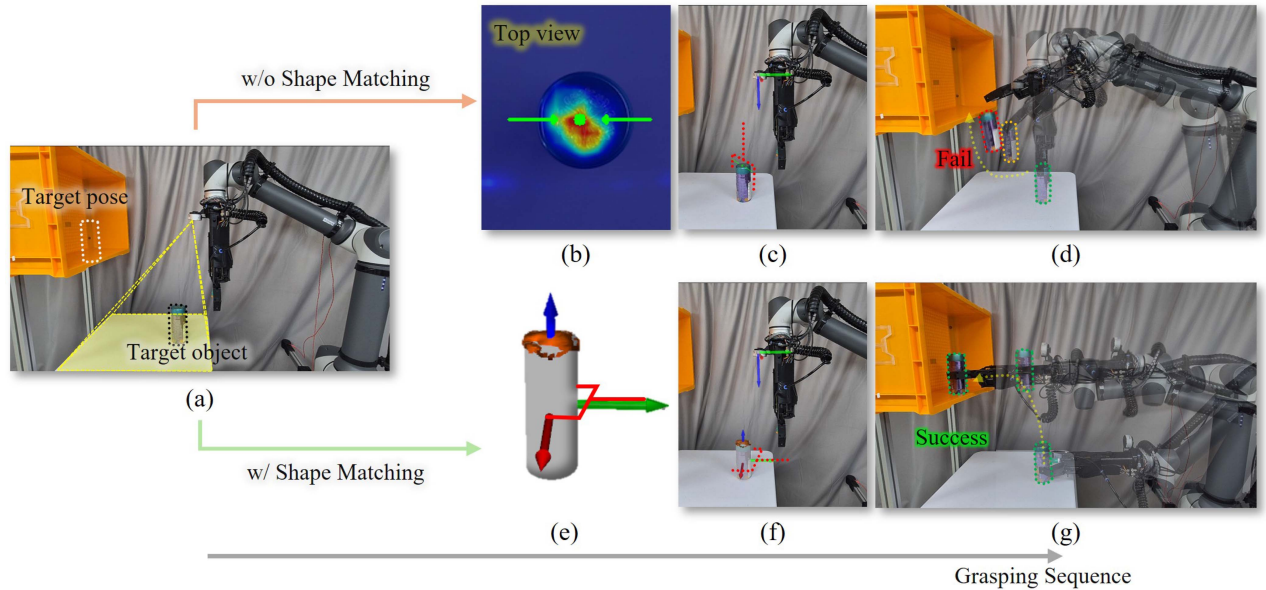 Top view
w/o Shape Matching
Target pose
Target object
Fail
(b)
(c)
(d)
(a)
w/ Shape Matching
Success
(e)
(f)
(g)
Grasping Sequence